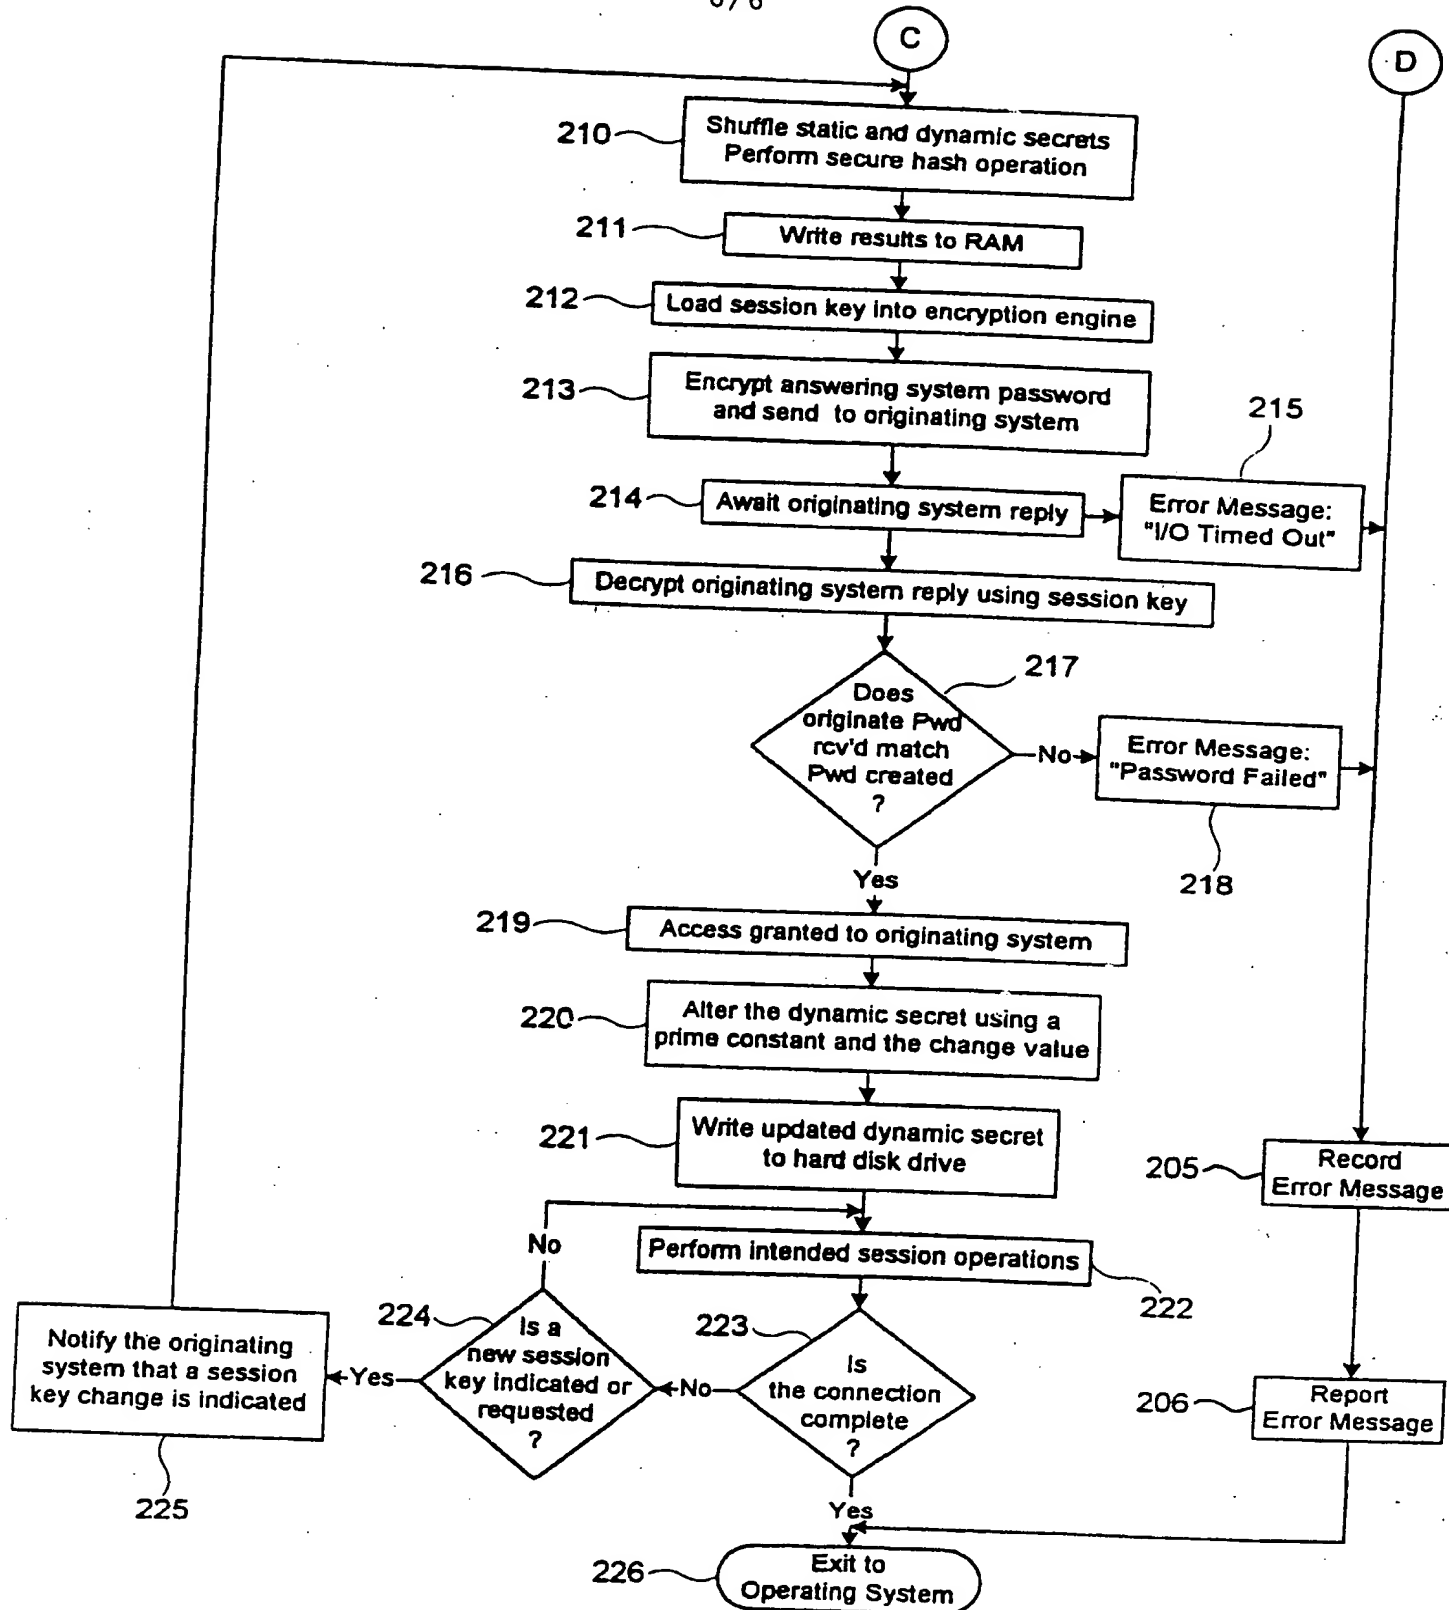 6/6
C
D
210
Shuffle static and dynamic secrets
Perform secure hash operation
211
Write results to RAM
212
Load session key into encryption engine
213
Encrypt answering system password
and send to originating system
215
214
Await originating system reply
Error Message:
"I/O Timed Out"
216
Decrypt originating system reply using session key
217
Does
originate Pwd
rcv'd match
Pwd created
?
No
Error Message:
"Password Failed"
218
Yes
219
Access granted to originating system
220
Alter the dynamic secret using a
prime constant and the change value
221
Write updated dynamic secret
to hard disk drive
205
Record
Error Message
No
Perform intended session operations
222
224
Is a
new session
key indicated or
requested
?
223
Is
the connection
complete
?
No
Yes
Notify the originating
system that a session
key change is indicated
225
206
Report
Error Message
Yes
226
Exit to
Operating System